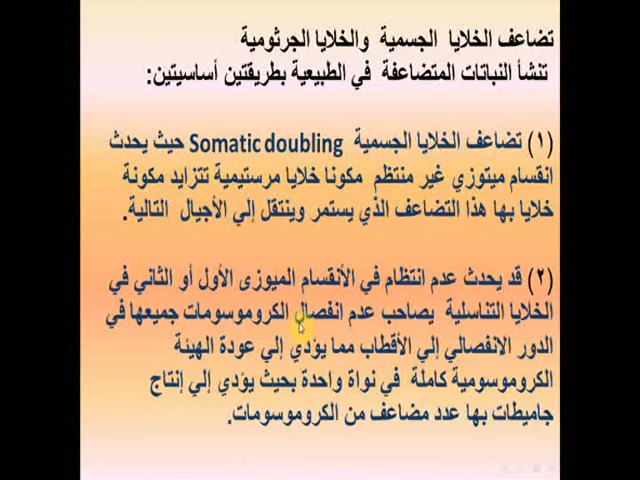 تضاعف الخلايا الجسمية والخلايا الجرثومية
تنشأ النباتات المتضاعفة في الطبيعية بطريقتين أساسيتين:
(١) تضاعف الخلايا الجسمية Somatic doubling حيث يحدث
انقسام ميتوزي غير منتظم مكونا خلايا مرستيمية تتزايد مكونة
خلايا بها هذا التضاعف الذي يستمر وينتقل إلي الأجيال التالية.
(٢) قد يحدث عدم انتظام في الأنقسام الميوزى الأول أو الثاني في
الخلايا التناسلية يصاحب عدم انفصال الكروموسومات جميعها في
الدور الانفصالي إلي الأقطاب مما يؤدي إلي عودة الهيئة
الكروموسومية كاملة في نواة واحدة بحيث يؤدي إلي إنتاج
جاميطات بها عدد مضاعف من الكروموسومات.